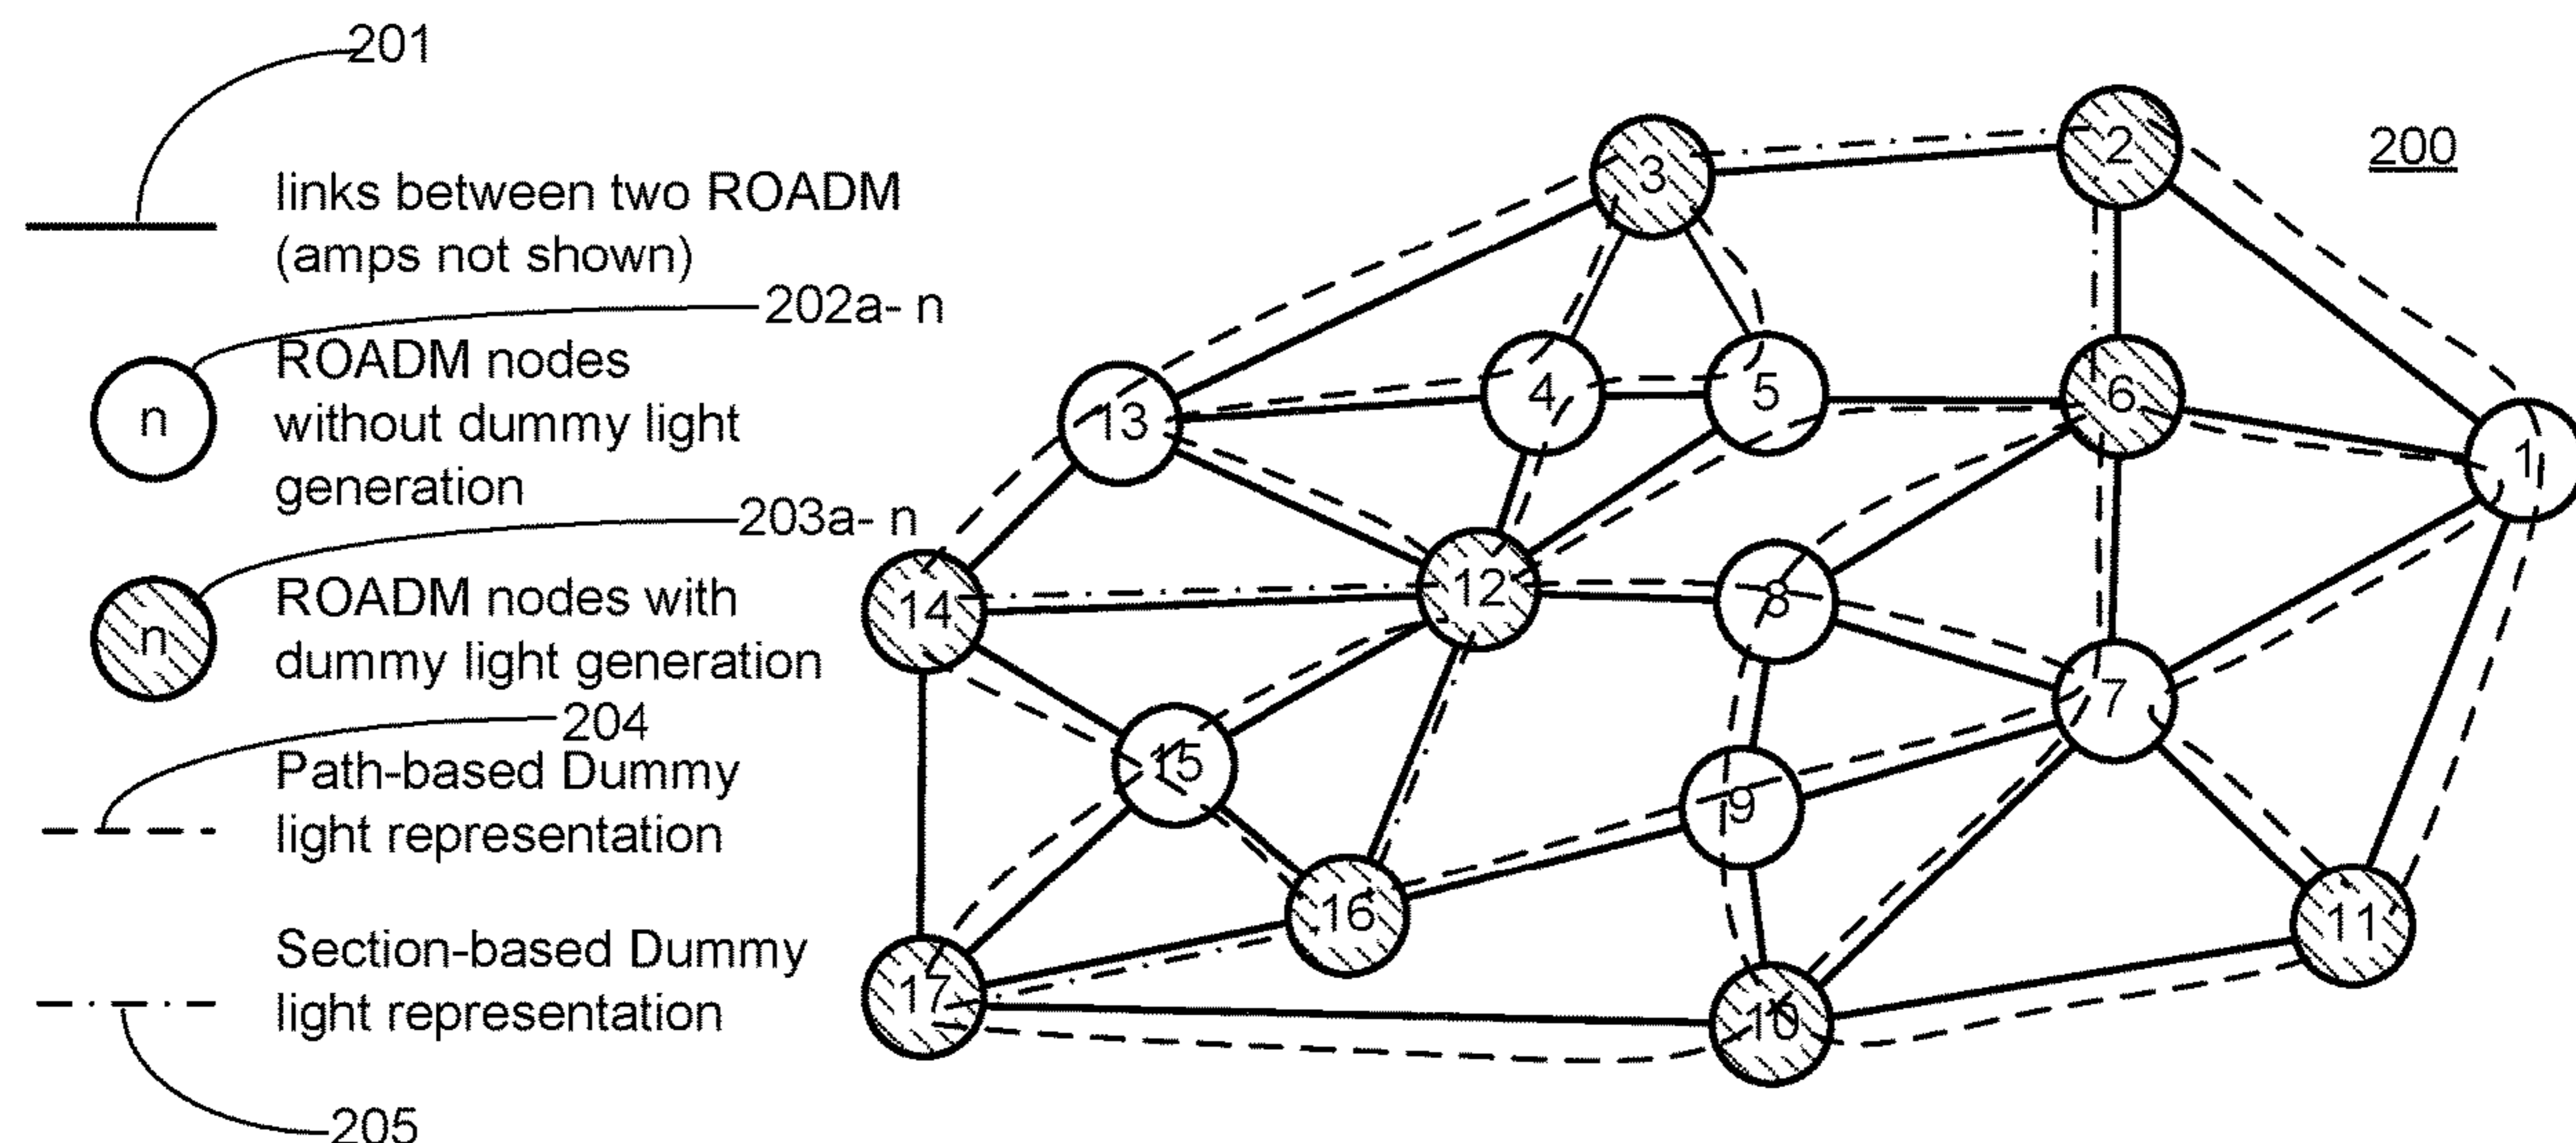 201
links between two ROADM
(amps not shown)
202a- n
n
ROADM nodes
without dummy light
generation
203a- n
n
ROADM nodes with
dummy light generation
204
Path-based Dummy
light representation
Section-based Dummy
light representation
205
200
2
3
4
5
6
1
13
14
12
8
7
15
9
16
11
17
10